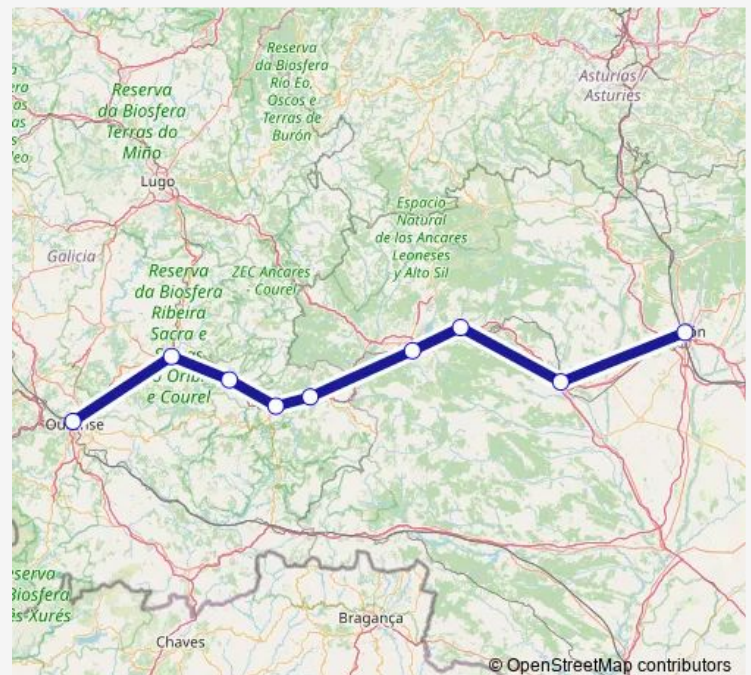 Reserva
da Biosfera
Río Eo,
Oscos e
Terras de
Burón
Asturias /
Asturies
Reserva
da Biosfera
Terras do
Miño
Lugo
Espacio
Natural
de los Ancares
Leoneses
y Alto Sil
Galicia
Reserva
da Biosfera
Ribeira
Sacra e
ZEC Ancares
Courel
e Courel
Bragança
Chaves
© OpenStreetMap contributors